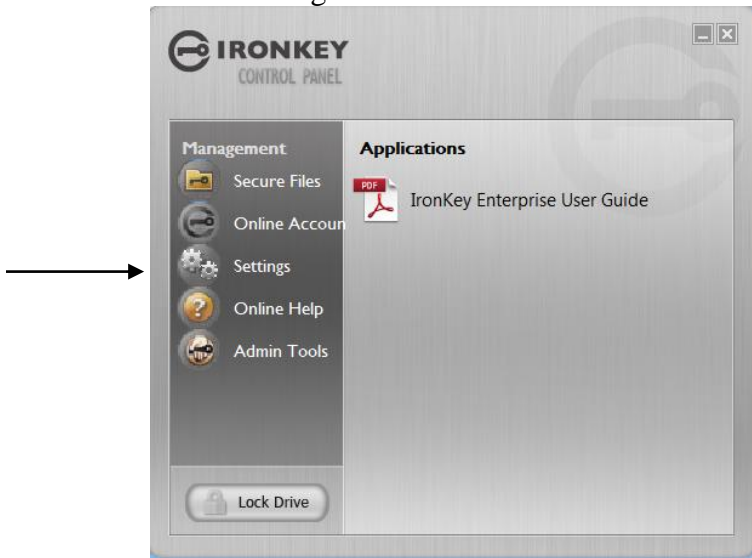 IRONKEY
CONTROL PANEL
Management
Secure Files
Online Accoun
Settings
Online Help
Admin Tools
Lock Drive
Applications
PDF
IronKey Enterprise User Guide